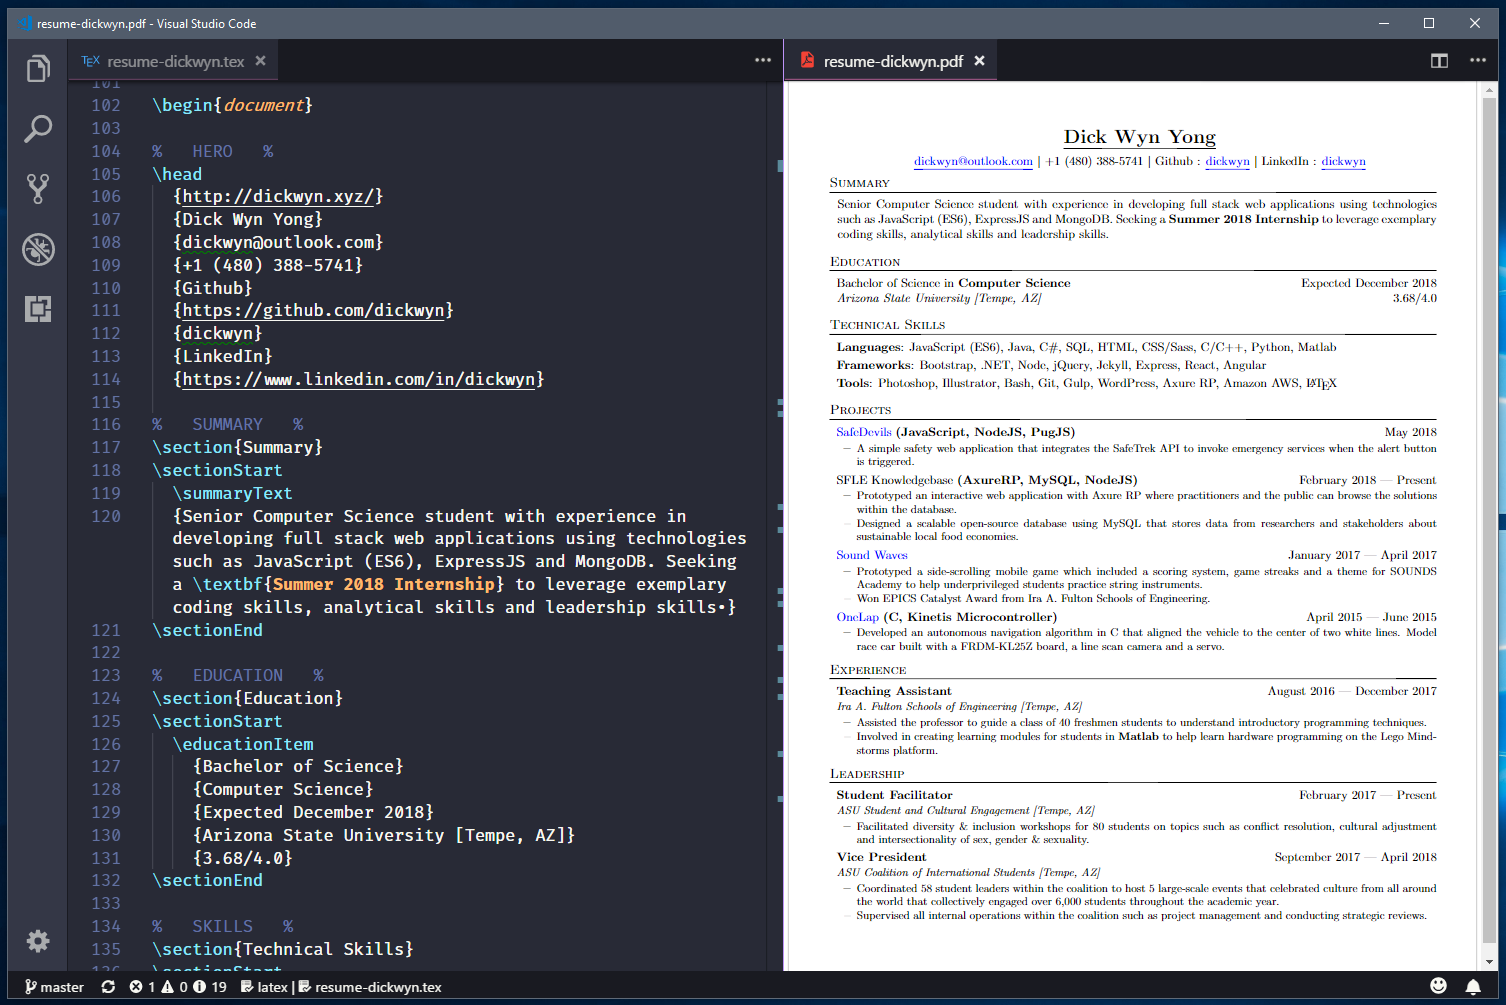 resume-dickwyn.pdf - Visual Studio Code
TEX resume-dickwyn.tex
101
102 \begin{document}
103
104 % HERO %
105 \head
106 {http://dickwyn.xyz/}
107 {Dick Wyn Yong}
108 {dickwyn@outlook.com}
109 {+1 (480) 388-5741}
110 {Github}
111 {https://github.com/dickwyn}
112 {dickwyn}
113 {LinkedIn}
114 {https://www.linkedin.com/in/dickwyn}
115
116 % SUMMARY %
117 \section{Summary}
118 \sectionStart
119 \summaryText
120 {Senior Computer Science student with experience in
developing full stack web applications using technologies
such as JavaScript (ES6), ExpressJS and MongoDB. Seeking
a \textbf{Summer 2018 Internship} to leverage exemplary
coding skills, analytical skills and leadership skills•}
121 \sectionEnd
122
123 % EDUCATION %
124 \section{Education}
125 \sectionStart
126 \educationItem
127 {Bachelor of Science}
128 {Computer Science}
129 {Expected December 2018}
130 {Arizona State University [Tempe, AZ]}
131 {3.68/4.0}
132 \sectionEnd
133
134 % SKILLS %
135 \section{Technical Skills}
136 \sectionStart
resume-dickwyn.pdf
Dick Wyn Yong
dickwyn@outlook.com | +1 (480) 388-5741 | Github : dickwyn | LinkedIn : dickwyn
Summary
Senior Computer Science student with experience in developing full stack web applications using technologies
such as JavaScript (ES6), ExpressJS and MongoDB. Seeking a Summer 2018 Internship to leverage exemplary
coding skills, analytical skills and leadership skills.
Education
Bachelor of Science in Computer Science Expected December 2018
Arizona State University [Tempe, AZ] 3.68/4.0
Technical Skills
Languages: JavaScript (ES6), Java, C#, SQL, HTML, CSS/Sass, C/C++, Python, Matlab
Frameworks: Bootstrap, .NET, Node, jQuery, Jekyll, Express, React, Angular
Tools: Photoshop, Illustrator, Bash, Git, Gulp, WordPress, Axure RP, Amazon AWS, LATEX
Projects
SafeDevils (JavaScript, NodeJS, PugJS) May 2018
– A simple safety web application that integrates the SafeTrek API to invoke emergency services when the alert button
is triggered.
SFLE Knowledgebase (AxureRP, MySQL, NodeJS) February 2018 — Present
– Prototyped an interactive web application with Axure RP where practitioners and the public can browse the solutions
within the database.
– Designed a scalable open-source database using MySQL that stores data from researchers and stakeholders about
sustainable local food economies.
Sound Waves January 2017 — April 2017
– Prototyped a side-scrolling mobile game which included a scoring system, game streaks and a theme for SOUNDS
Academy to help underprivileged students practice string instruments.
– Won EPICS Catalyst Award from Ira A. Fulton Schools of Engineering.
OneLap (C, Kinetis Microcontroller) April 2015 — June 2015
– Developed an autonomous navigation algorithm in C that aligned the vehicle to the center of two white lines. Model
race car built with a FRDM-KL25Z board, a line scan camera and a servo.
Experience
Teaching Assistant August 2016 — December 2017
Ira A. Fulton Schools of Engineering [Tempe, AZ]
– Assisted the professor to guide a class of 40 freshmen students to understand introductory programming techniques.
– Involved in creating learning modules for students in Matlab to help learn hardware programming on the Lego Mind-
storms platform.
Leadership
Student Facilitator February 2017 — Present
ASU Student and Cultural Engagement [Tempe, AZ]
– Facilitated diversity & inclusion workshops for 80 students on topics such as conflict resolution, cultural adjustment
and intersectionality of sex, gender & sexuality.
Vice President September 2017 — April 2018
ASU Coalition of International Students [Tempe, AZ]
– Coordinated 58 student leaders within the coalition to host 5 large-scale events that celebrated culture from all around
the world that collectively engaged over 6,000 students throughout the academic year.
– Supervised all internal operations within the coalition such as project management and conducting strategic reviews.
master 1 0 19 latex | resume-dickwyn.tex